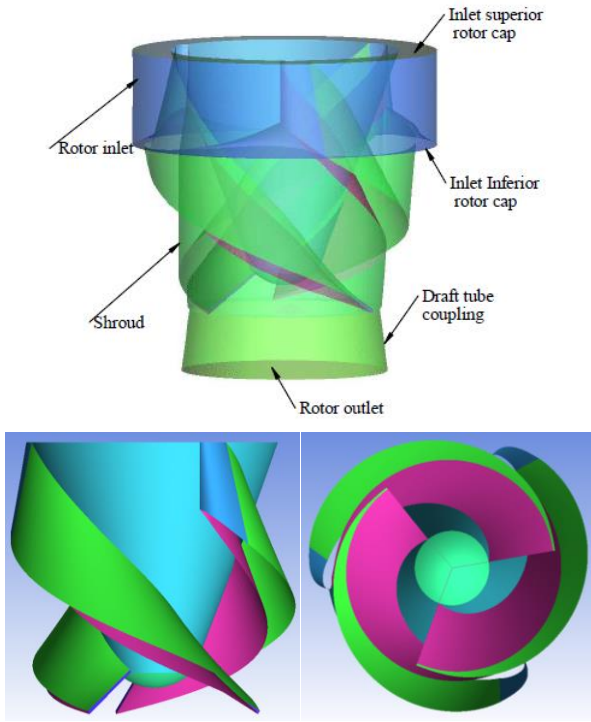 Inlet superior
rotor cap
Rotor inlet
Inlet Inferior
rotor cap
Shroud
Draft tube
coupling
Rotor outlet